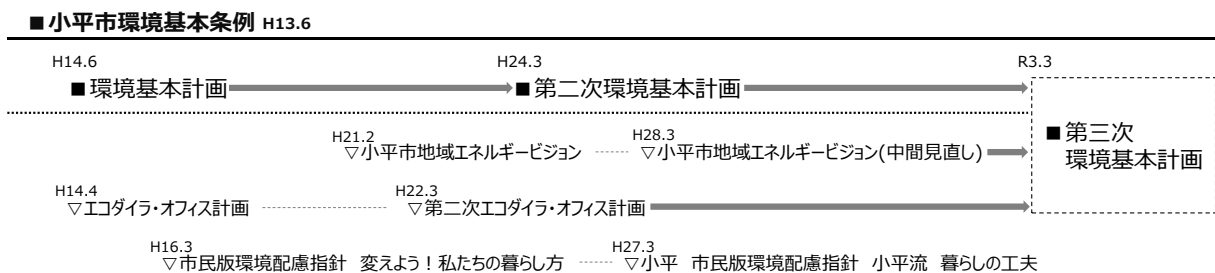 ■小平市環境基本条例 H13.6
H14.6 H24.3 R3.3
■環境基本計画 ■第二次環境基本計画
■第三次
環境基本計画
H21.2 H28.3
▽小平市地域エネルギービジョン ▽小平市地域エネルギービジョン(中間見直し)
H14.4 H22.3
▽エコダイラ・オフィス計画 ▽第二次エコダイラ・オフィス計画
H16.3 H27.3
▽市民版環境配慮指針 変えよう！私たちの暮らし方 ▽小平 市民版環境配慮指針 小平流 暮らしの工夫